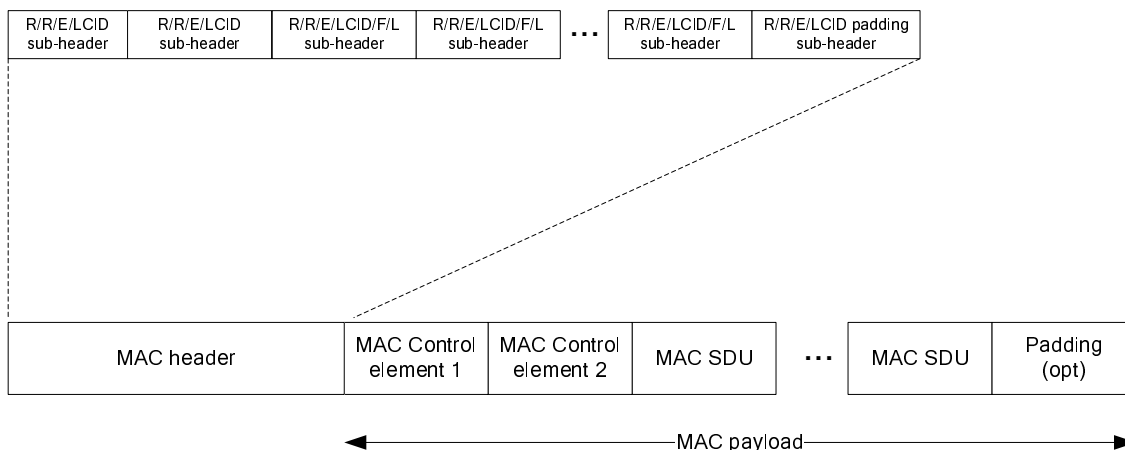 R/R/E/LCID
sub-header
R/R/E/LCID
sub-header
R/R/E/LCID/F/L
sub-header
R/R/E/LCID/F/L
sub-header
...
R/R/E/LCID/F/L
sub-header
R/R/E/LCID padding
sub-header
MAC header
MAC Control
element 1
MAC Control
element 2
MAC SDU
...
MAC SDU
Padding
(opt)
MAC payload